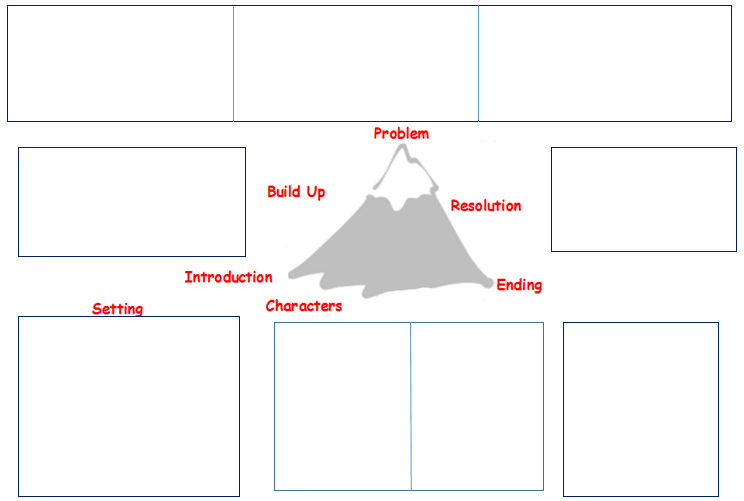 Problem
Build Up
Resolution
Introduction
Ending
Setting
Characters